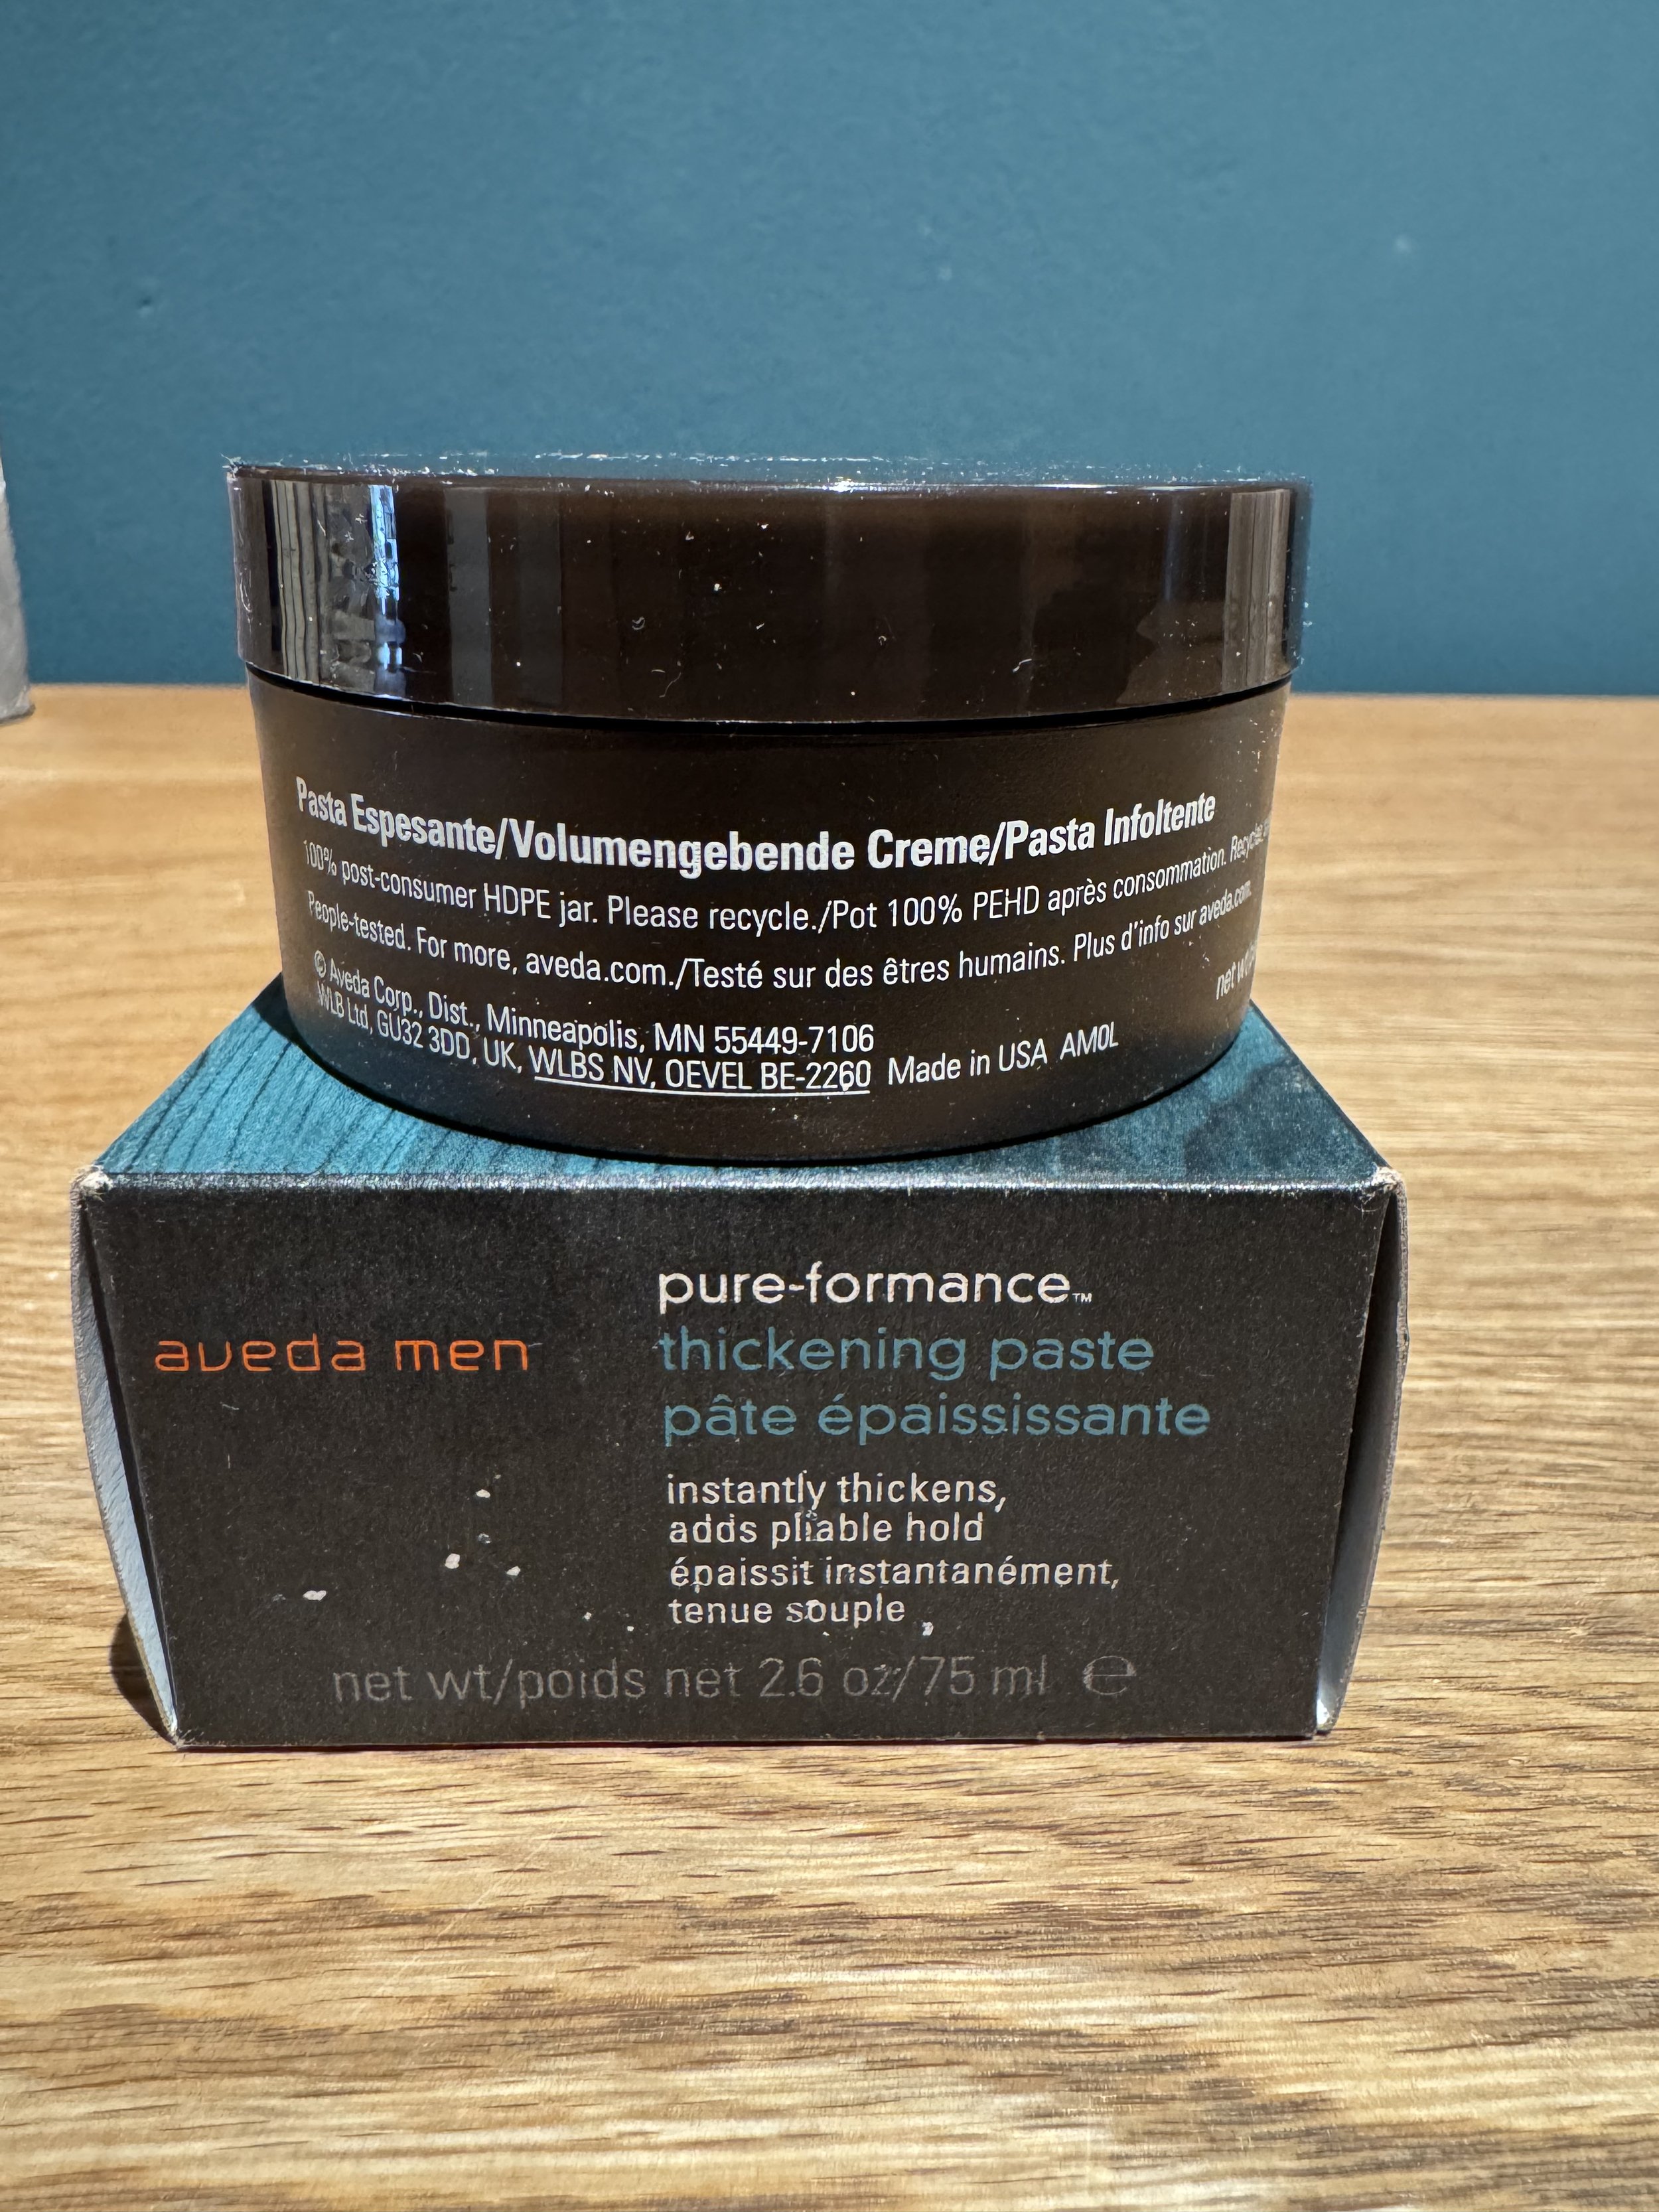 Pasta Espesante/Volumengebende Creme/Pasta Infoltente
100% post-consumer HDPE jar. Please recycle./Pot 100% PEHD après consommation.
People-tested. For more, aveda.com./Testé sur des êtres humains. Plus d'info sur aveda.com.
net wt
© Aveda Corp., Dist., Minneapolis, MN 55449-7106
WLB Ltd, GU32 3DD, UK, WLBS NV, OEVEL BE-2260 Made in USA AM0L
aveda men
pure-formance™
thickening paste
pâte épaississante
instantly thickens,
adds pliable hold
épaissit instantanément,
tenue souple
net wt/poids net 2.6 oz/75 ml ℮